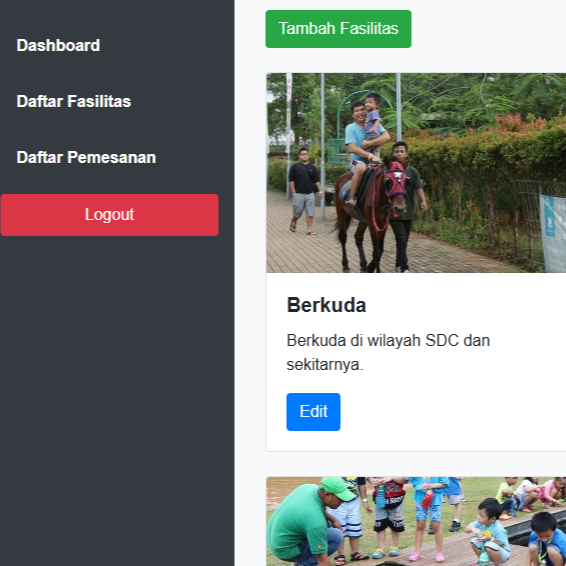 Dashboard
Daftar Fasilitas
Daftar Pemesanan
Logout
Tambah Fasilitas
Berkuda
Berkuda di wilayah SDC dan
sekitarnya.
Edit